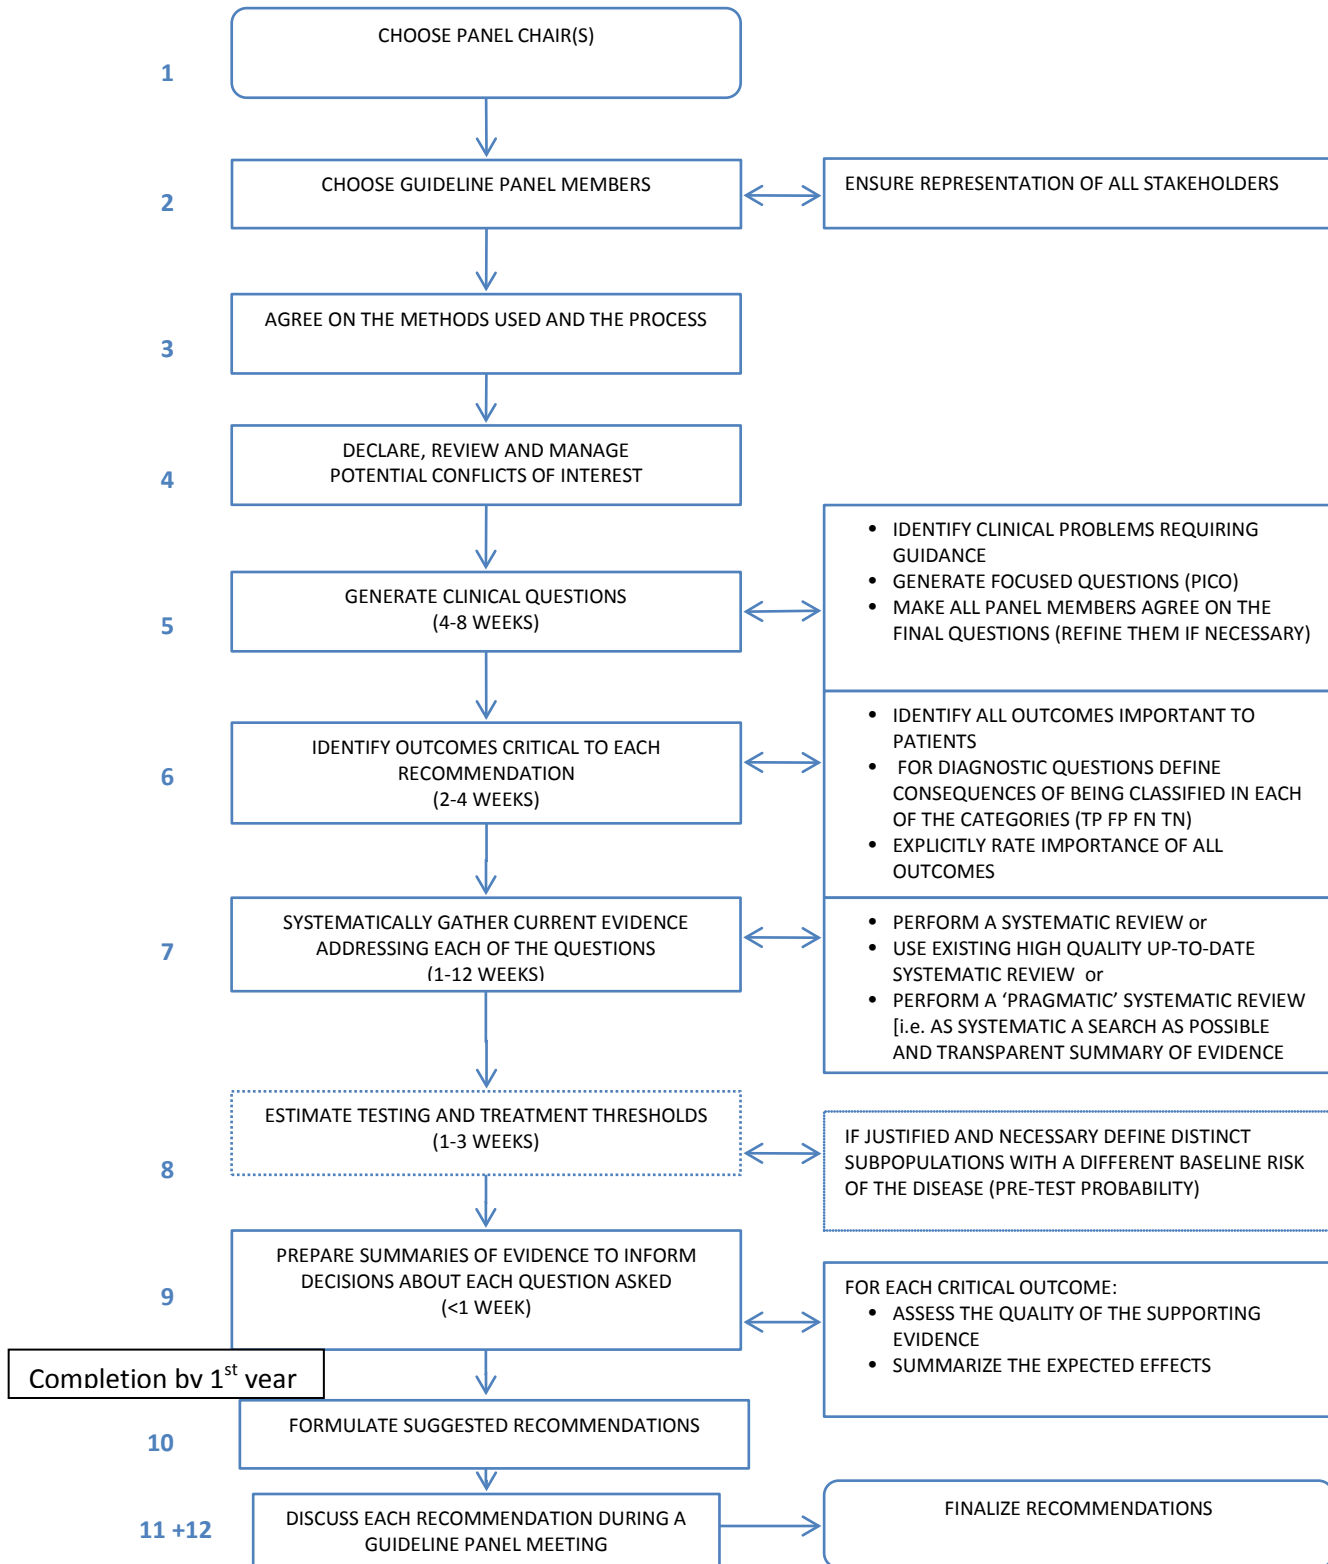 CHOOSE PANEL CHAIR(S)
1
CHOOSE GUIDELINE PANEL MEMBERS
2
ENSURE REPRESENTATION OF ALL STAKEHOLDERS
AGREE ON THE METHODS USED AND THE PROCESS
3
DECLARE, REVIEW AND MANAGE
POTENTIAL CONFLICTS OF INTEREST
4
GENERATE CLINICAL QUESTIONS
(4-8 WEEKS)
5
• IDENTIFY CLINICAL PROBLEMS REQUIRING
GUIDANCE
• GENERATE FOCUSED QUESTIONS (PICO)
• MAKE ALL PANEL MEMBERS AGREE ON THE
FINAL QUESTIONS (REFINE THEM IF NECESSARY)
IDENTIFY OUTCOMES CRITICAL TO EACH
RECOMMENDATION
(2-4 WEEKS)
6
• IDENTIFY ALL OUTCOMES IMPORTANT TO
PATIENTS
• FOR DIAGNOSTIC QUESTIONS DEFINE
CONSEQUENCES OF BEING CLASSIFIED IN EACH
OF THE CATEGORIES (TP FP FN TN)
• EXPLICITLY RATE IMPORTANCE OF ALL
OUTCOMES
SYSTEMATICALLY GATHER CURRENT EVIDENCE
ADDRESSING EACH OF THE QUESTIONS
(1-12 WEEKS)
7
• PERFORM A SYSTEMATIC REVIEW or
• USE EXISTING HIGH QUALITY UP-TO-DATE
SYSTEMATIC REVIEW or
• PERFORM A ‘PRAGMATIC’ SYSTEMATIC REVIEW
[i.e. AS SYSTEMATIC A SEARCH AS POSSIBLE
AND TRANSPARENT SUMMARY OF EVIDENCE
ESTIMATE TESTING AND TREATMENT THRESHOLDS
(1-3 WEEKS)
8
IF JUSTIFIED AND NECESSARY DEFINE DISTINCT
SUBPOPULATIONS WITH A DIFFERENT BASELINE RISK
OF THE DISEASE (PRE-TEST PROBABILITY)
PREPARE SUMMARIES OF EVIDENCE TO INFORM
DECISIONS ABOUT EACH QUESTION ASKED
(<1 WEEK)
9
FOR EACH CRITICAL OUTCOME:
• ASSESS THE QUALITY OF THE SUPPORTING
EVIDENCE
• SUMMARIZE THE EXPECTED EFFECTS
Completion by 1st year
FORMULATE SUGGESTED RECOMMENDATIONS
10
DISCUSS EACH RECOMMENDATION DURING A
GUIDELINE PANEL MEETING
11 +12
FINALIZE RECOMMENDATIONS